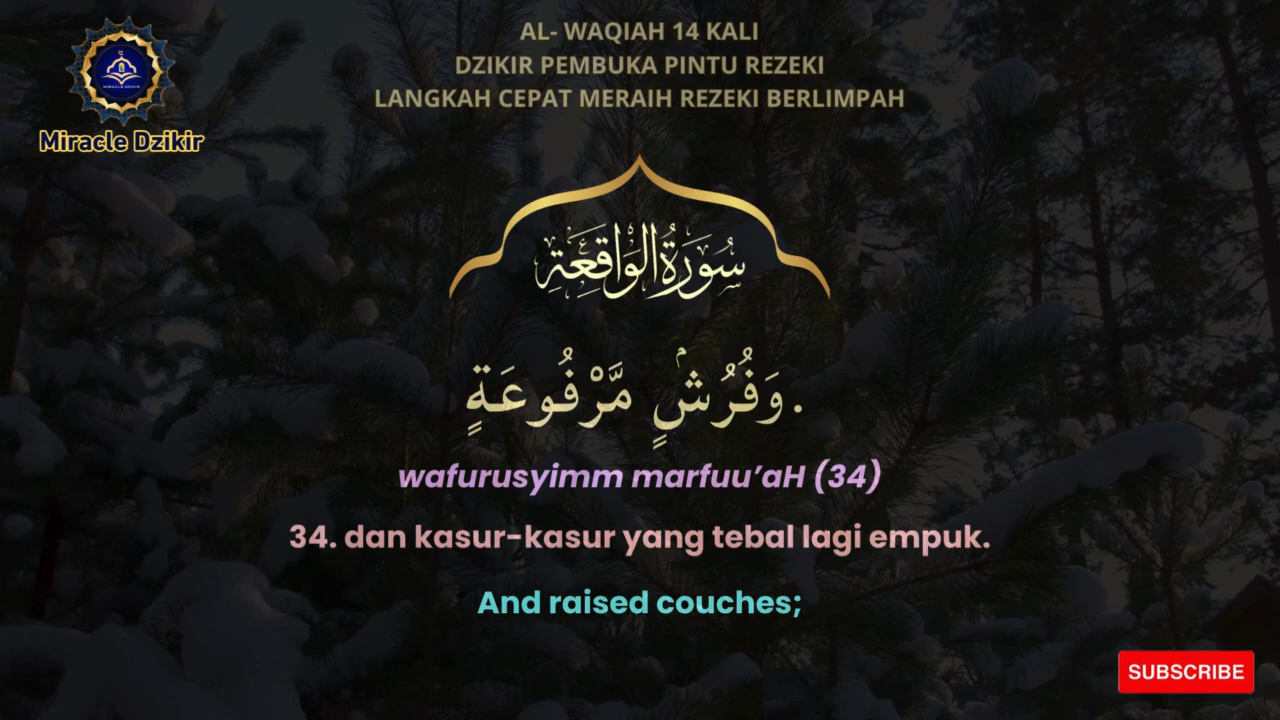 AL- WAQIAH 14 KALI
DZIKIR PEMBUKA PINTU REZEKI
LANGKAH CEPAT MERAIH REZEKI BERLIMPAH
Miracle Dzikir
سُورَةُ الوَاقِعَةِ
وَفُرُشٍۢ مَّرْفُوعَةٍ.
wafurusyimm marfuu’aH (34)
34. dan kasur-kasur yang tebal lagi empuk.
And raised couches;
SUBSCRIBE